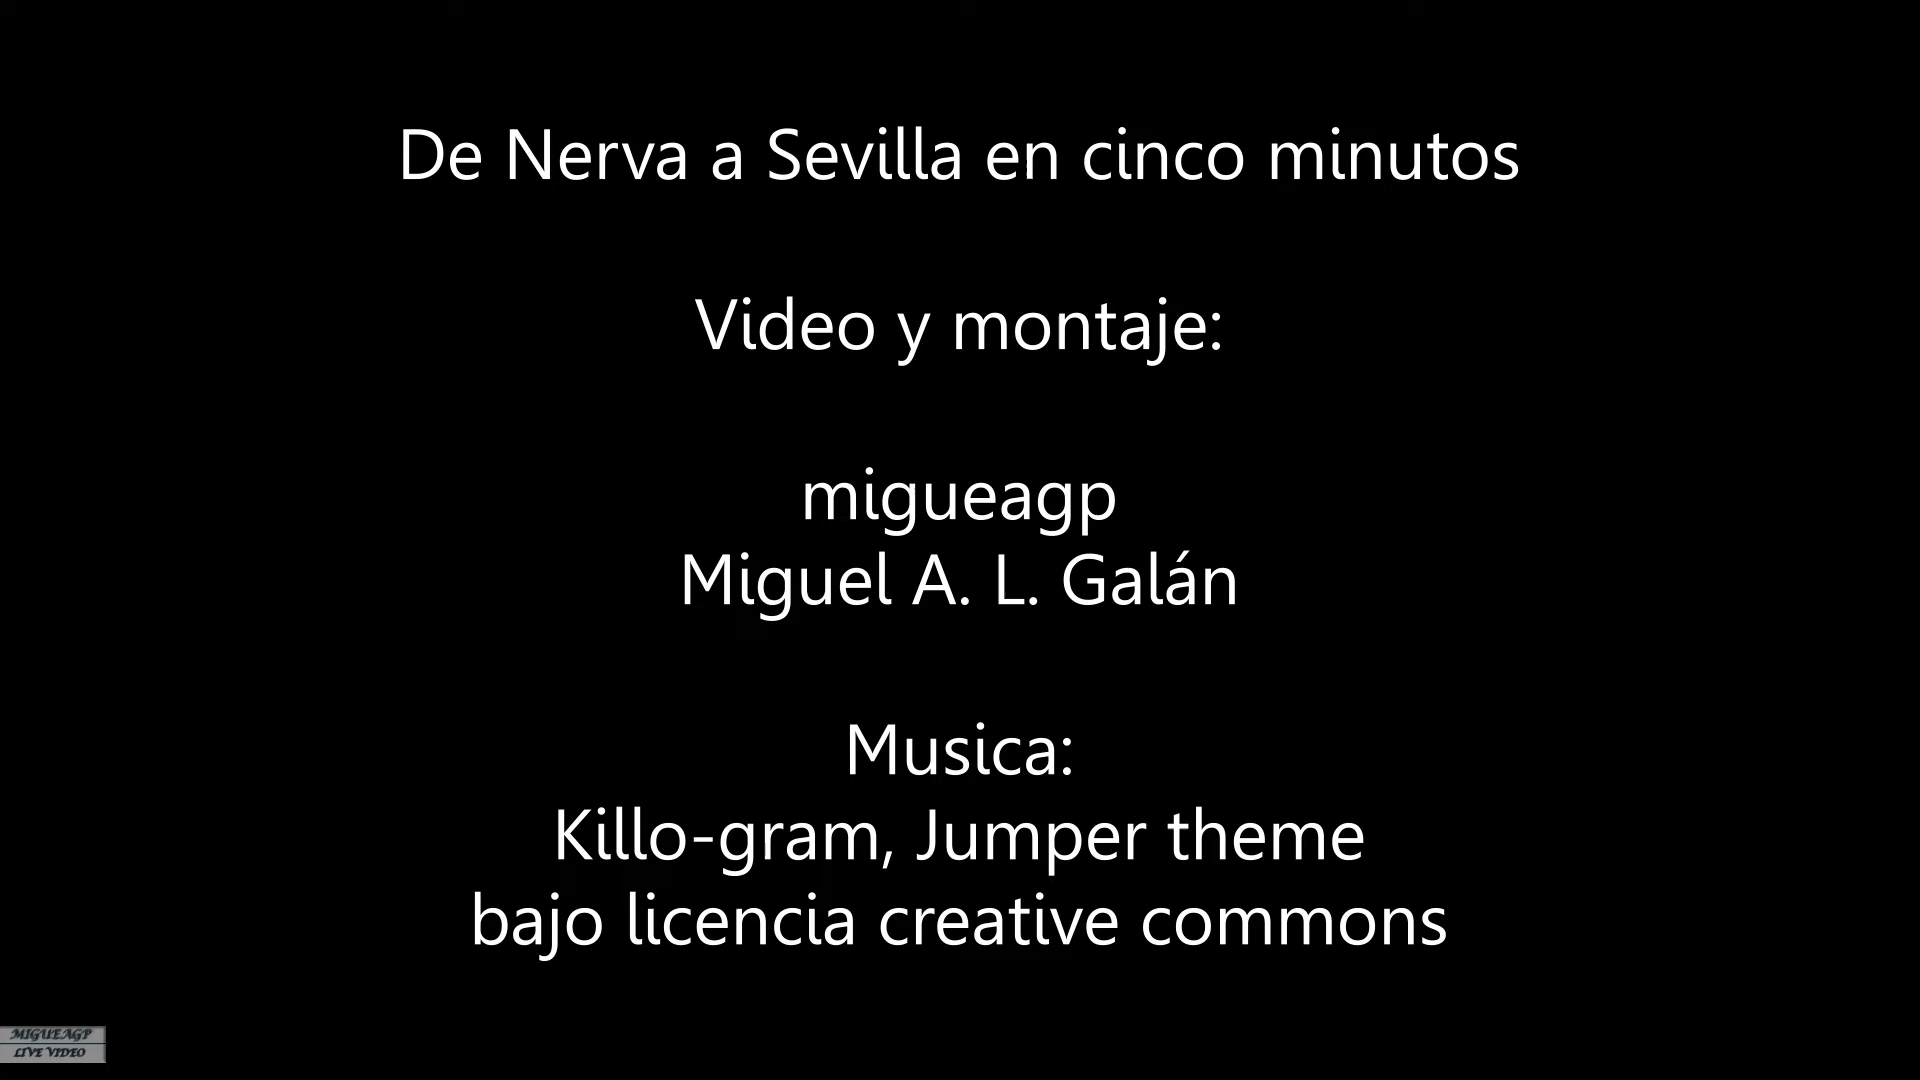 De Nerva a Sevilla en cinco minutos
Video y montaje:
migueagp
Miguel A. L. Galán
Musica:
Killo-gram, Jumper theme
bajo licencia creative commons
MIGUEAGP
LIVE VIDEO